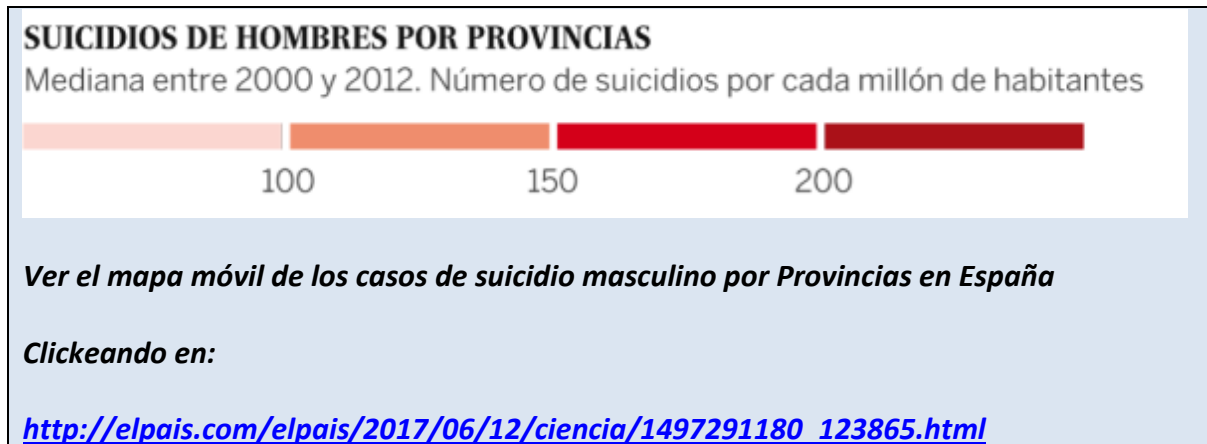 SUICIDIOS DE HOMBRES POR PROVINCIAS
Mediana entre 2000 y 2012. Número de suicidios por cada millón de habitantes
100 150 200
Ver el mapa móvil de los casos de suicidio masculino por Provincias en España
Clickeando en:
http://elpais.com/elpais/2017/06/12/ciencia/1497291180_123865.html